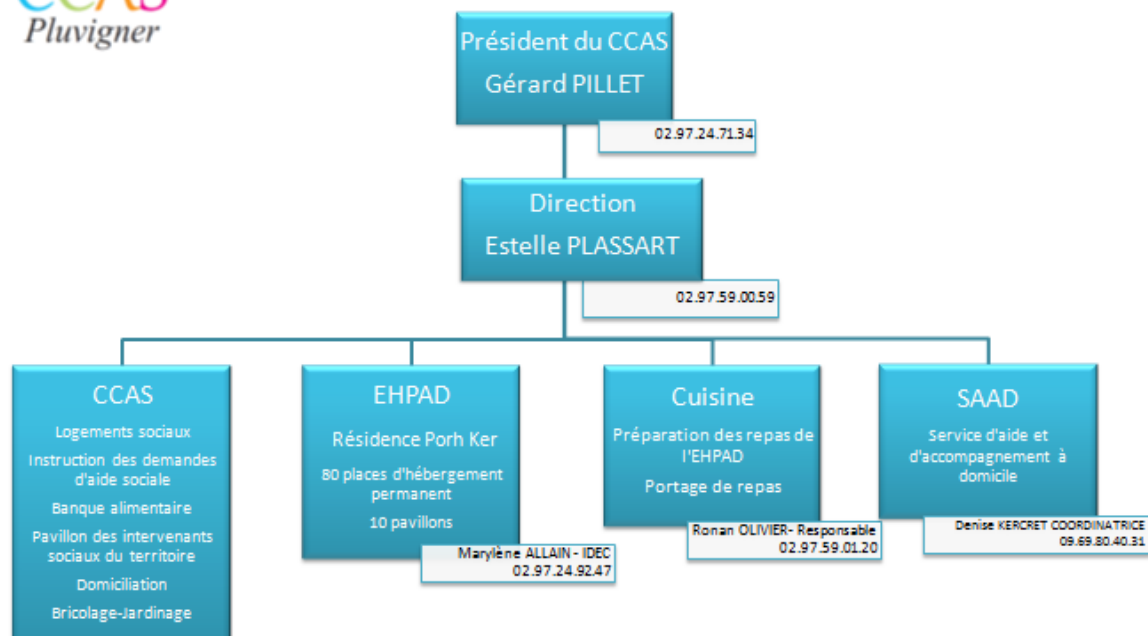 CCAS
Pluvigner
Président du CCAS
Gérard PILLET
02.97.24.71.34
Direction
Estelle PLASSART
02.97.59.00.59
CCAS
Logements sociaux
Instruction des demandes
d'aide sociale
Banque alimentaire
Pavillon des intervenants
sociaux du territoire
Domiciliation
Bricolage-Jardinage
EHPAD
Résidence Porh Ker
80 places d'hébergement
permanent
10 pavillons
Marylène ALLAIN - IDEC
02.97.24.92.47
Cuisine
Préparation des repas de
l'EHPAD
Portage de repas
Ronan OLIVIER- Responsable
02.97.59.01.20
SAAD
Service d'aide et
d'accompagnement à
domicile
Denise KERCRET COORDINATRICE
09.69.80.40.31